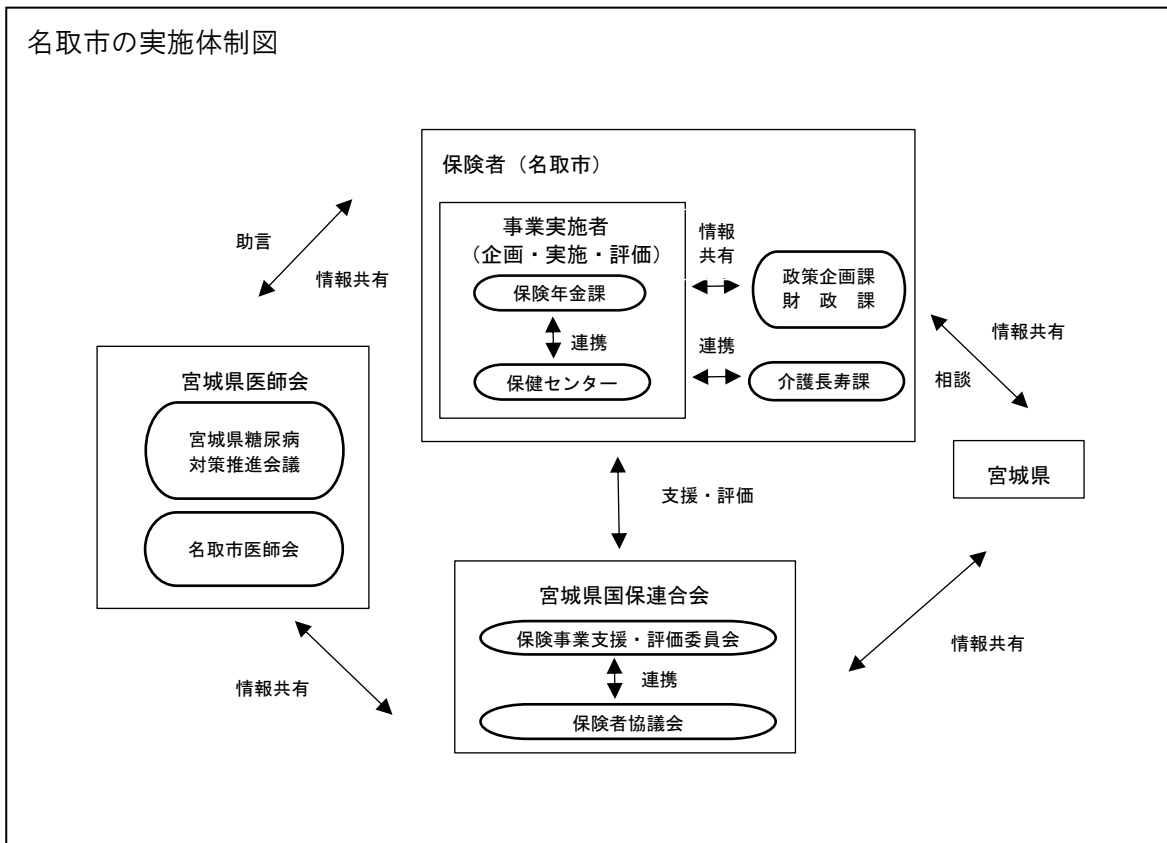 名取市の実施体制図
保険者（名取市）
事業実施者
（企画・実施・評価）
保険年金課
連携
保健センター
情報
共有
政策企画課
財　政　課
連携
介護長寿課
助言
情報共有
情報共有
相談
宮城県医師会
宮城県糖尿病
対策推進会議
名取市医師会
宮城県
支援・評価
宮城県国保連合会
保険事業支援・評価委員会
連携
保険者協議会
情報共有
情報共有